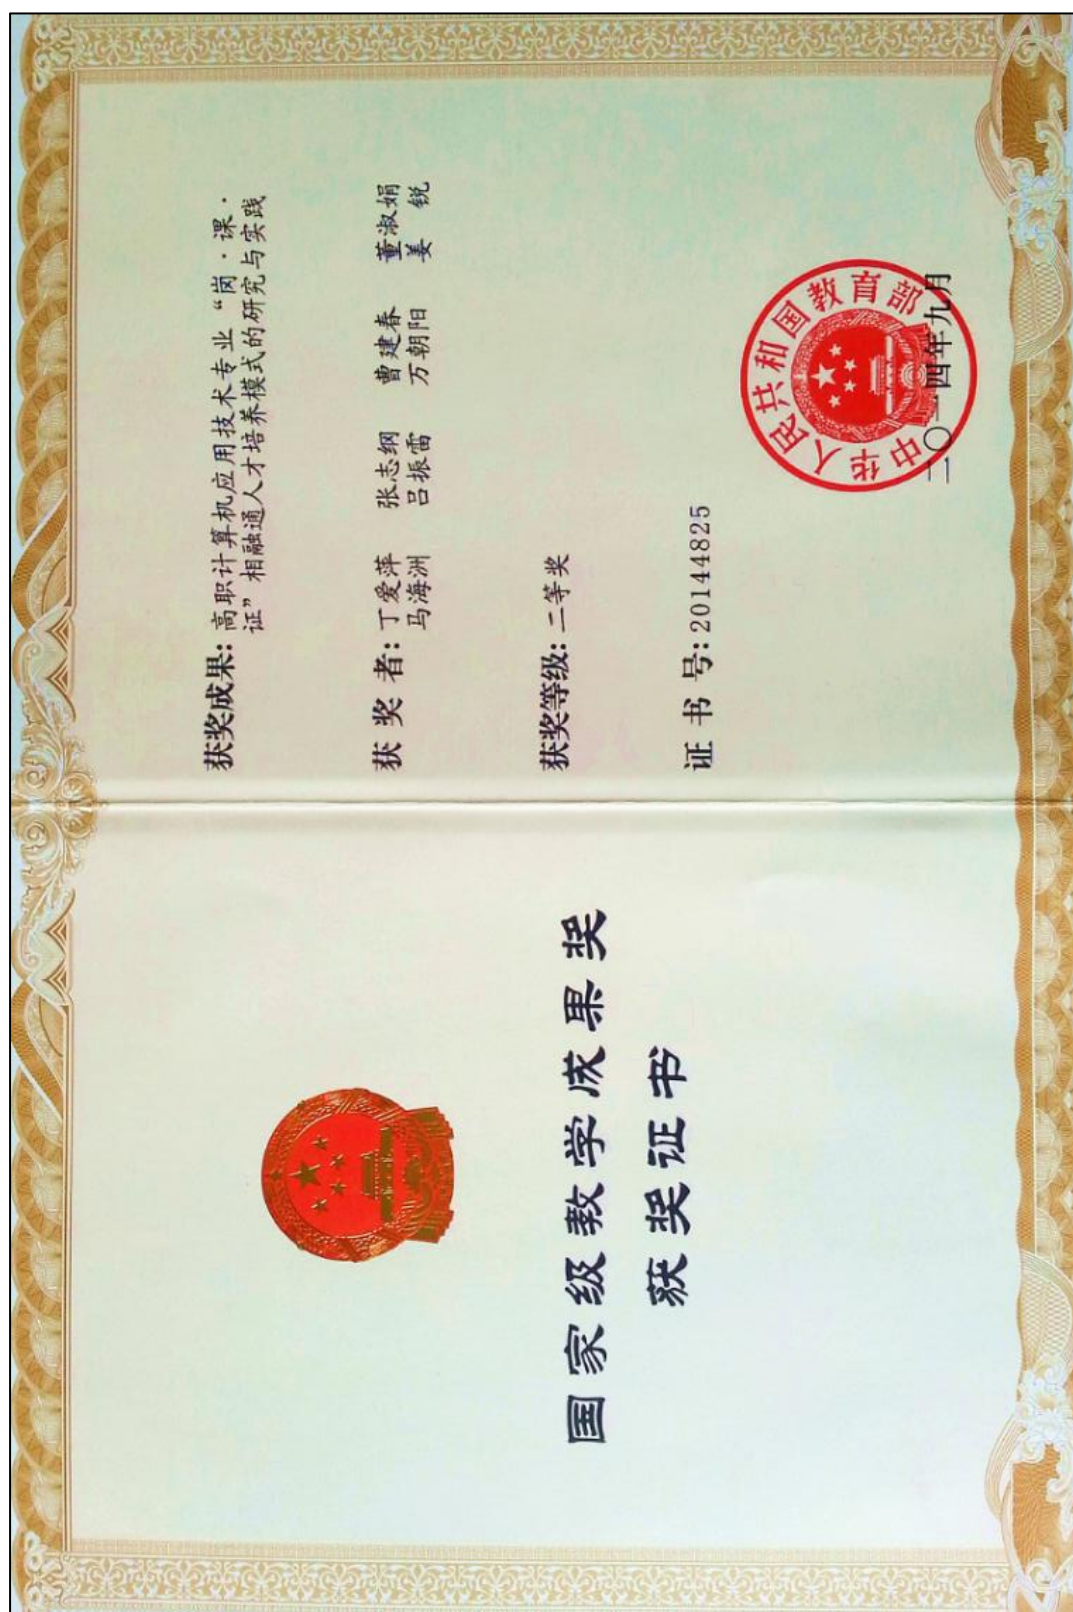 国家级教学成果奖
获奖证书
获奖成果：高职计算机应用技术专业“岗·课·
证”相融通人才培养模式的研究与实践
获 奖 者：丁爱萍 张志纲 曹建春 董淑娟
马海洲 吕振雷 万朝阳 姜 锐
获奖等级：二等奖
证 书 号：20144825
中华人民共和国教育部
二〇一四年九月